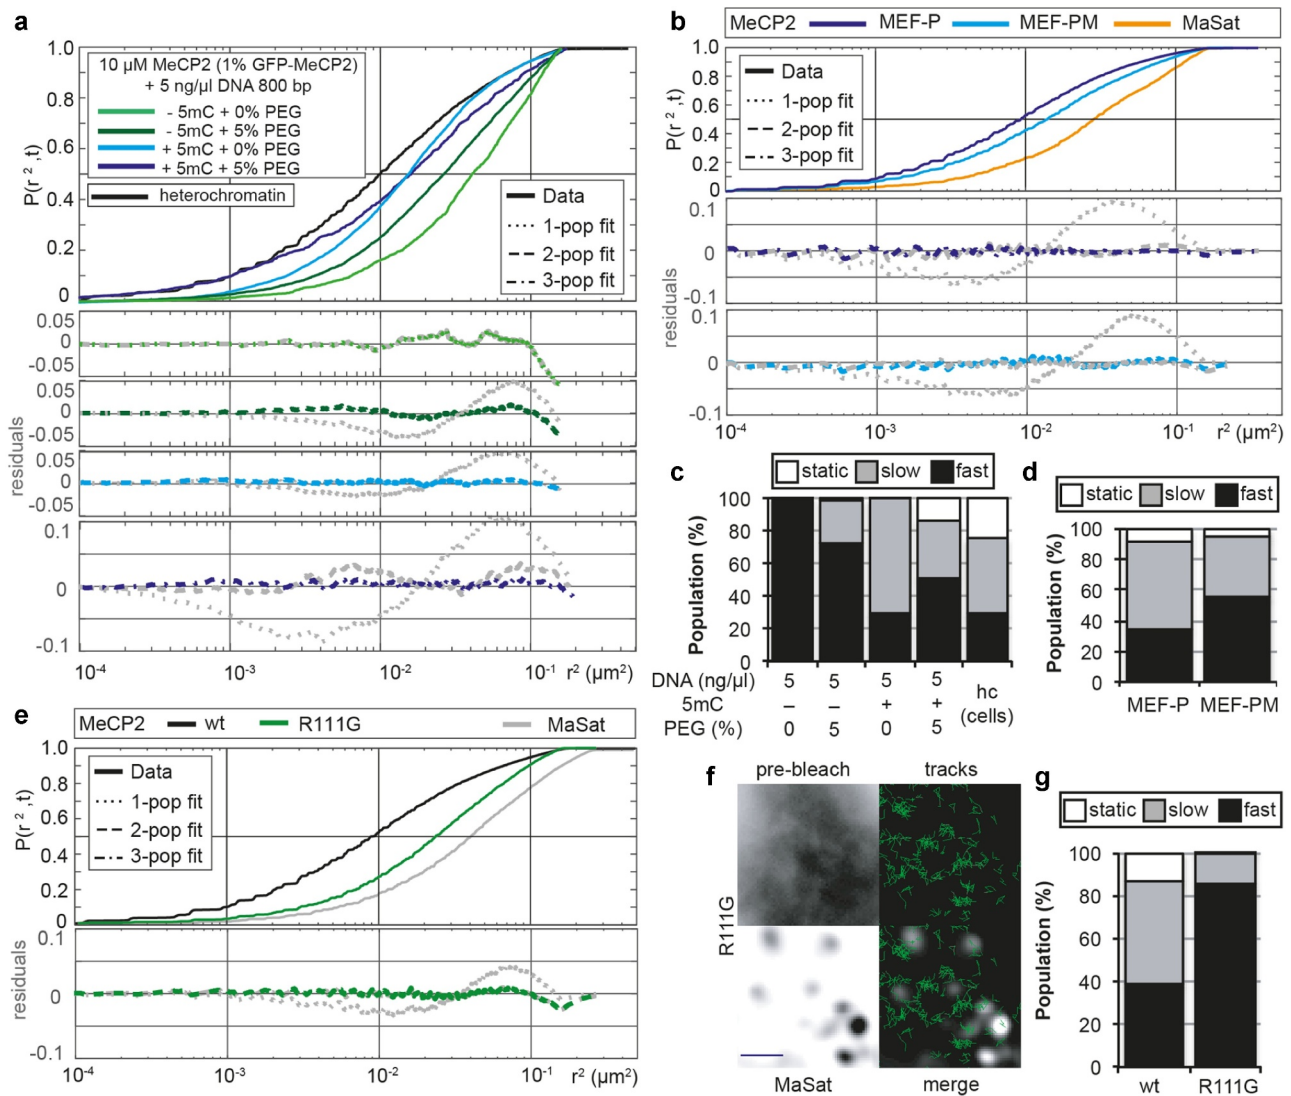 a
1.0
0.8
0.6
0.4
0.2
0
P(r²,t)
10 µM MeCP2 (1% GFP-MeCP2)
+ 5 ng/µl DNA 800 bp
- 5mC + 0% PEG
- 5mC + 5% PEG
+ 5mC + 0% PEG
+ 5mC + 5% PEG
heterochromatin
Data
1-pop fit
2-pop fit
3-pop fit
residuals
0.05
0
-0.05
0.05
0
-0.05
0.05
0
-0.05
0.1
0
-0.1
10⁻⁴ 10⁻³ 10⁻² 10⁻¹ r² (µm²)
b
MeCP2 MEF-P MEF-PM MaSat
1.0
0.8
0.6
0.4
0.2
0
P(r²,t)
Data
1-pop fit
2-pop fit
3-pop fit
residuals
0.1
0
-0.1
0.1
0
-0.1
10⁻⁴ 10⁻³ 10⁻² 10⁻¹ r² (µm²)
c
static slow fast
Population (%)
100
80
60
40
20
0
DNA (ng/µl) 5 5 5 5
5mC – – + +
PEG (%) 0 5 0 5
hc
(cells)
d
static slow fast
Population (%)
100
80
60
40
20
0
MEF-P MEF-PM
e
MeCP2 wt R111G MaSat
1.0
0.8
0.6
0.4
0.2
0
P(r²,t)
Data
1-pop fit
2-pop fit
3-pop fit
residuals
0.1
0
-0.1
10⁻⁴ 10⁻³ 10⁻² 10⁻¹ r² (µm²)
f
pre-bleach tracks
R111G
MaSat merge
g
static slow fast
Population (%)
100
80
60
40
20
0
wt R111G